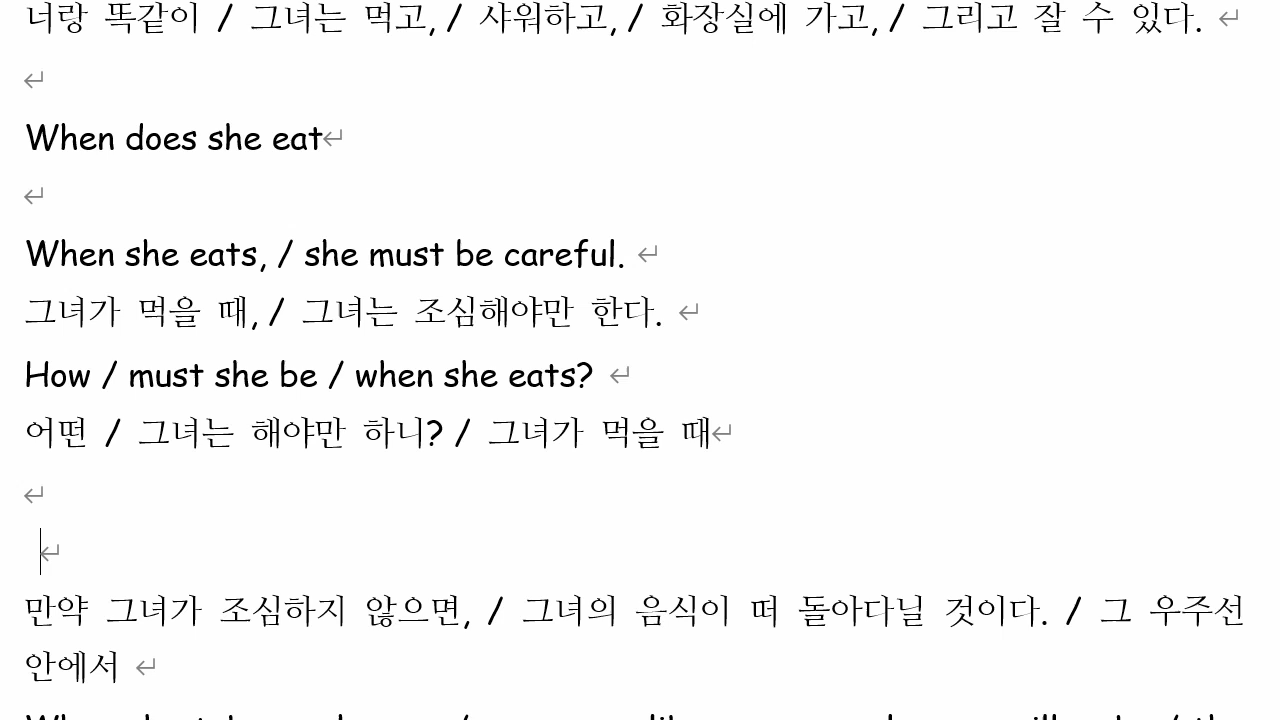 너랑 똑같이 / 그녀는 먹고, / 샤워하고, / 화장실에 가고, / 그리고 잘 수 있다.
When does she eat
When she eats, / she must be careful.
그녀가 먹을 때, / 그녀는 조심해야만 한다.
How / must she be / when she eats?
어떤 / 그녀는 해야만 하니? / 그녀가 먹을 때
만약 그녀가 조심하지 않으면, / 그녀의 음식이 떠 돌아다닐 것이다. / 그 우주선
안에서